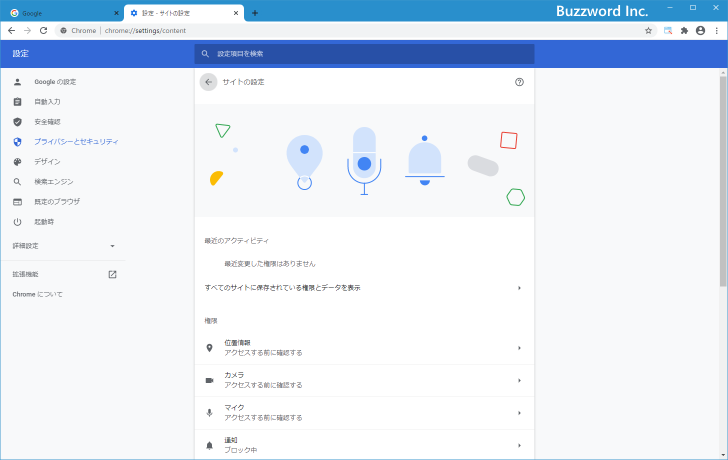 Buzzword Inc.
Google
設定 - サイトの設定
Chrome | chrome://settings/content
設定
設定項目を検索
Google の設定
自動入力
安全確認
プライバシーとセキュリティ
デザイン
検索エンジン
既定のブラウザ
起動時
詳細設定
拡張機能
Chrome について
サイトの設定
最近のアクティビティ
最近変更した権限はありません
すべてのサイトに保存されている権限とデータを表示
権限
位置情報
アクセスする前に確認する
カメラ
アクセスする前に確認する
マイク
アクセスする前に確認する
通知
ブロック中